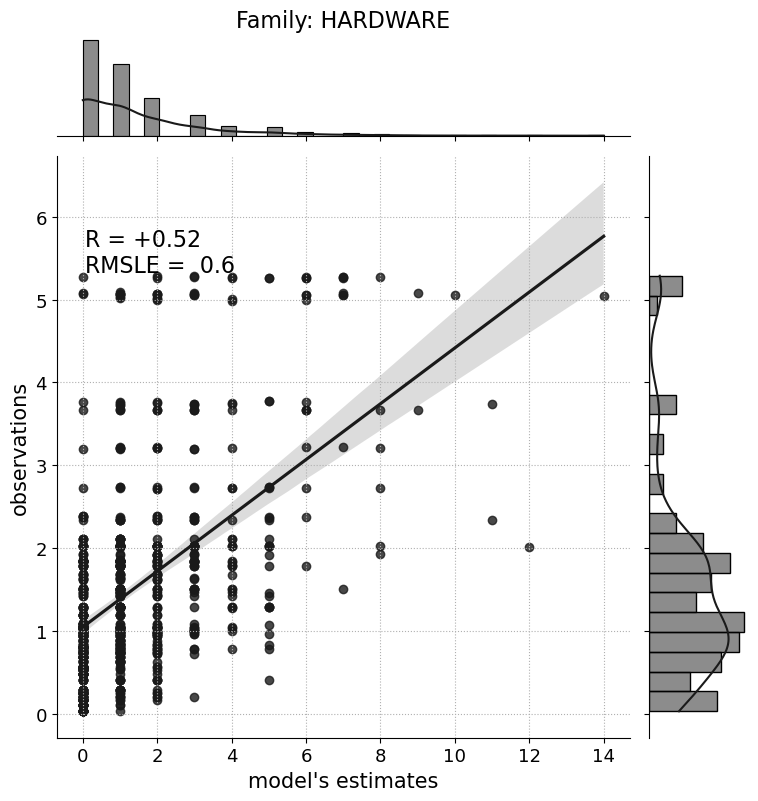 Family: HARDWARE
R = +0.52
RMSLE =  0.6
observations
6
5
4
3
2
1
0
0 2 4 6 8 10 12 14
model's estimates